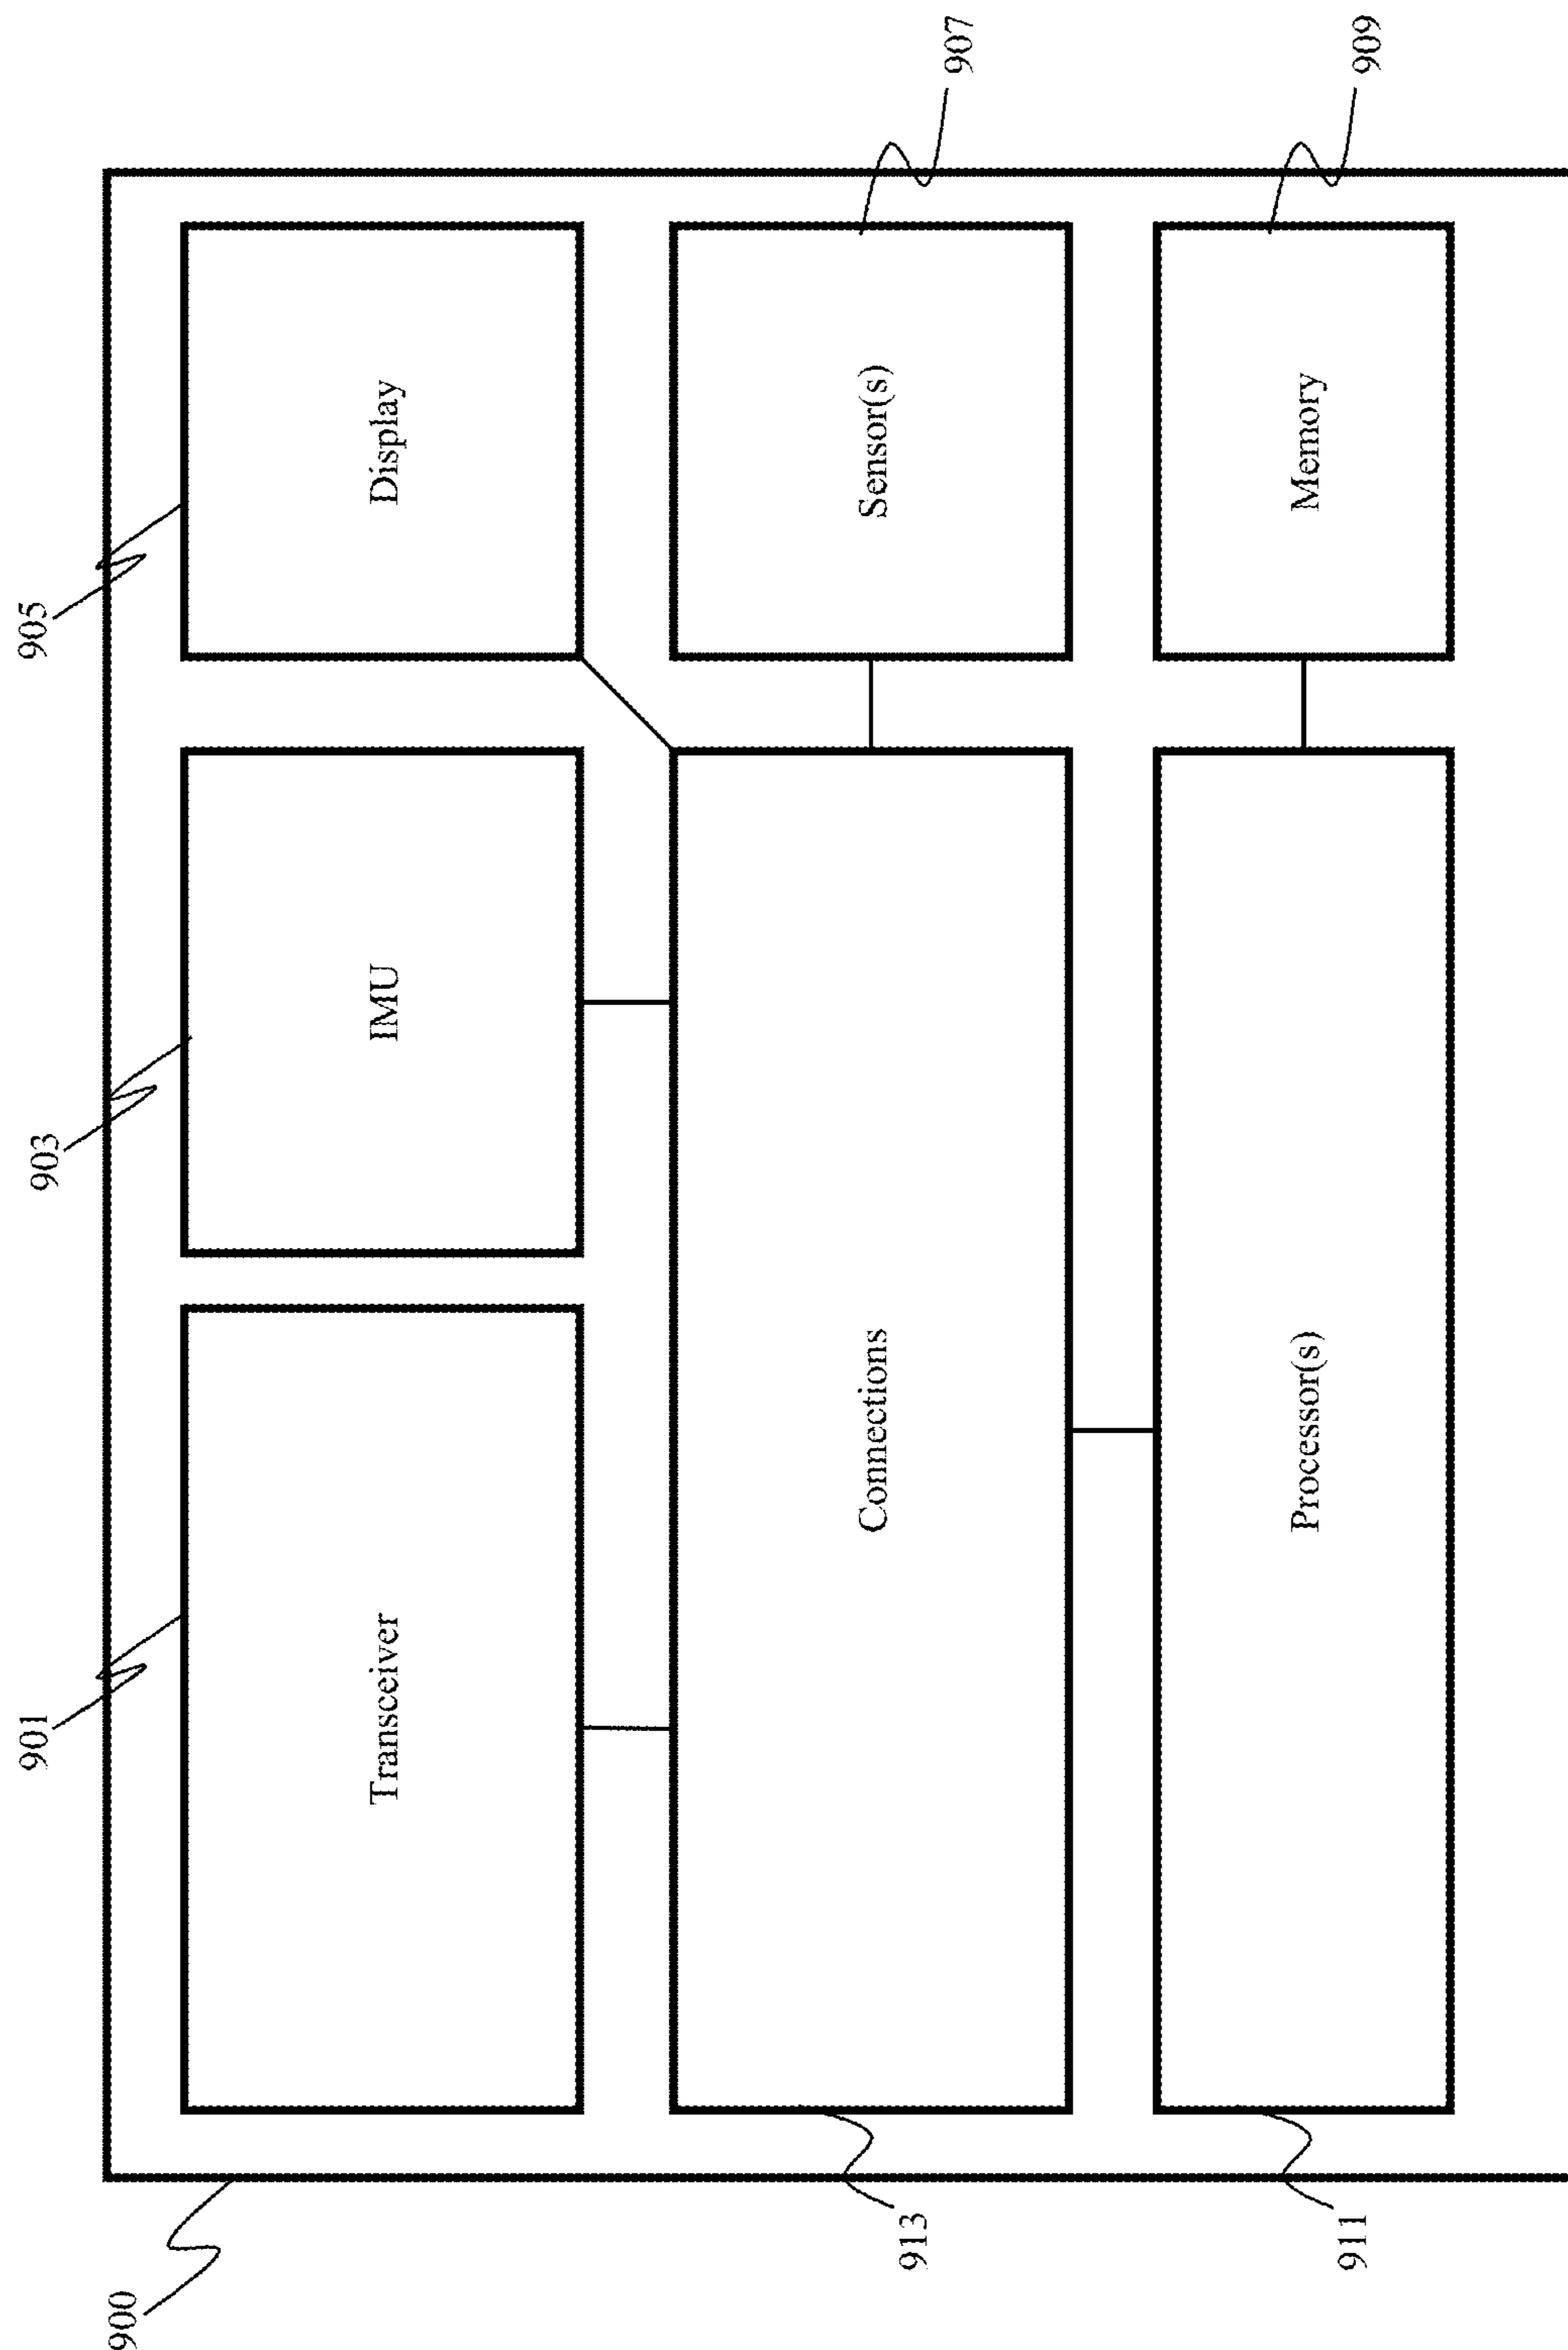 900
901
903
905
Transceiver
IMU
Display
913
Connections
Sensor(s)
907
911
Processor(s)
Memory
909